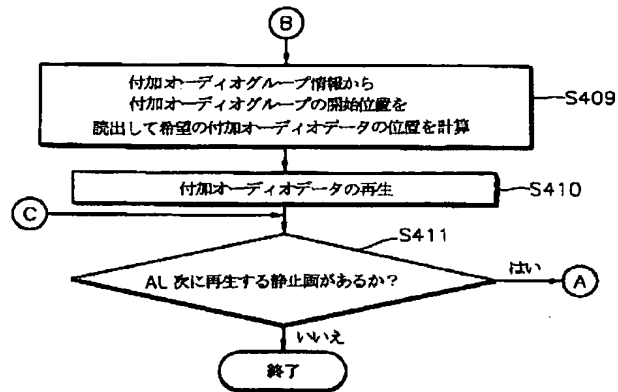 B
付加オーディオグループ情報から
付加オーディオグループの開始位置を
読出して希望の付加オーディオデータの位置を計算
S409
付加オーディオデータの再生
S410
C
S411
AL 次に再生する静止画があるか?
はい
A
いいえ
終了